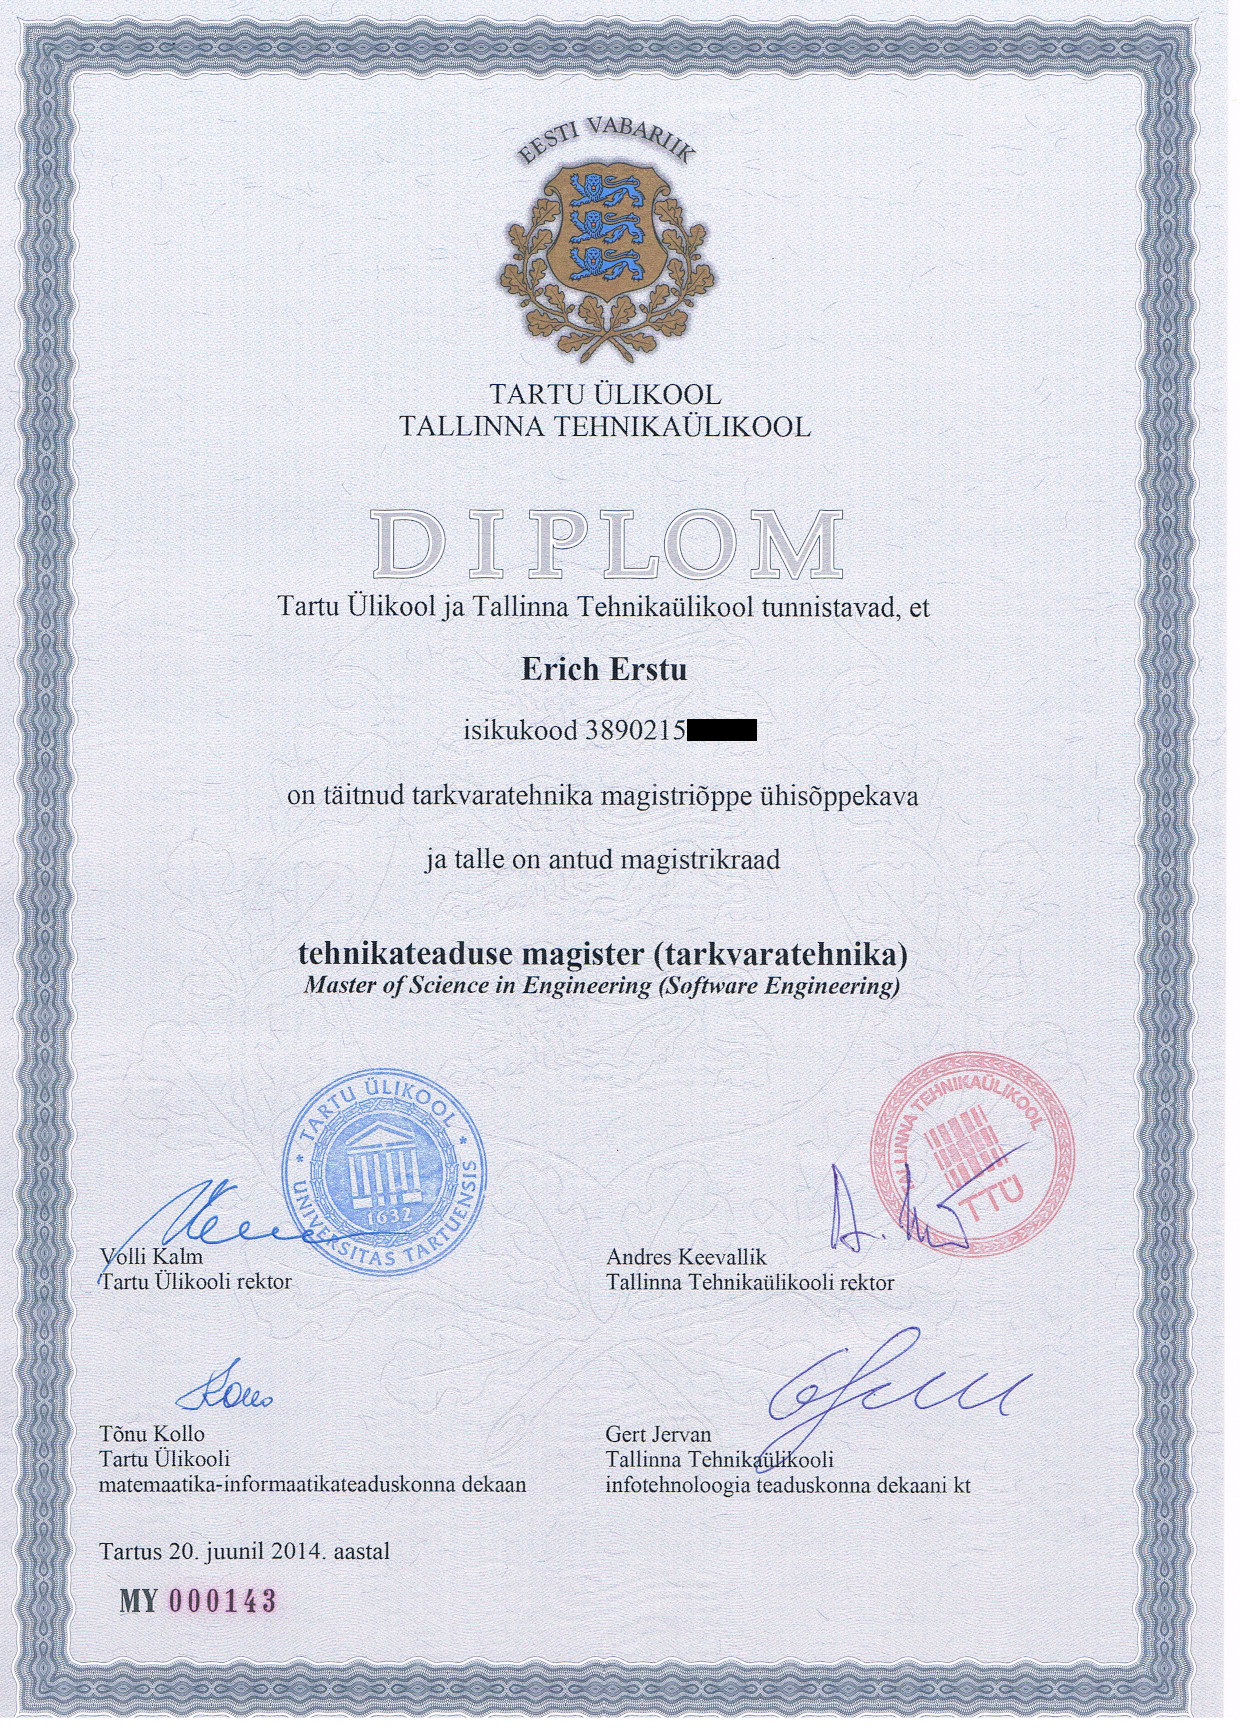 EESTI VABARIIK
TARTU ÜLIKOOL
TALLINNA TEHNIKAÜLIKOOL
DIPLOM
Tartu Ülikool ja Tallinna Tehnikaülikool tunnistavad, et
Erich Erstu
isikukood 3890215
on täitnud tarkvaratehnika magistriõppe ühisõppekava
ja talle on antud magistrikraad
tehnikateaduse magister (tarkvaratehnika)
Master of Science in Engineering (Software Engineering)
* TARTU ÜLIKOOL *
UNIVERSITAS TARTUENSIS
1632
TALLINNA TEHNIKAÜLIKOOL
TTÜ
Volli Kalm
Tartu Ülikooli rektor
Andres Keevallik
Tallinna Tehnikaülikooli rektor
Tõnu Kollo
Tartu Ülikooli
matemaatika-informaatikateaduskonna dekaan
Gert Jervan
Tallinna Tehnikaülikooli
infotehnoloogia teaduskonna dekaani kt
Tartus 20. juunil 2014. aastal
MY 000143